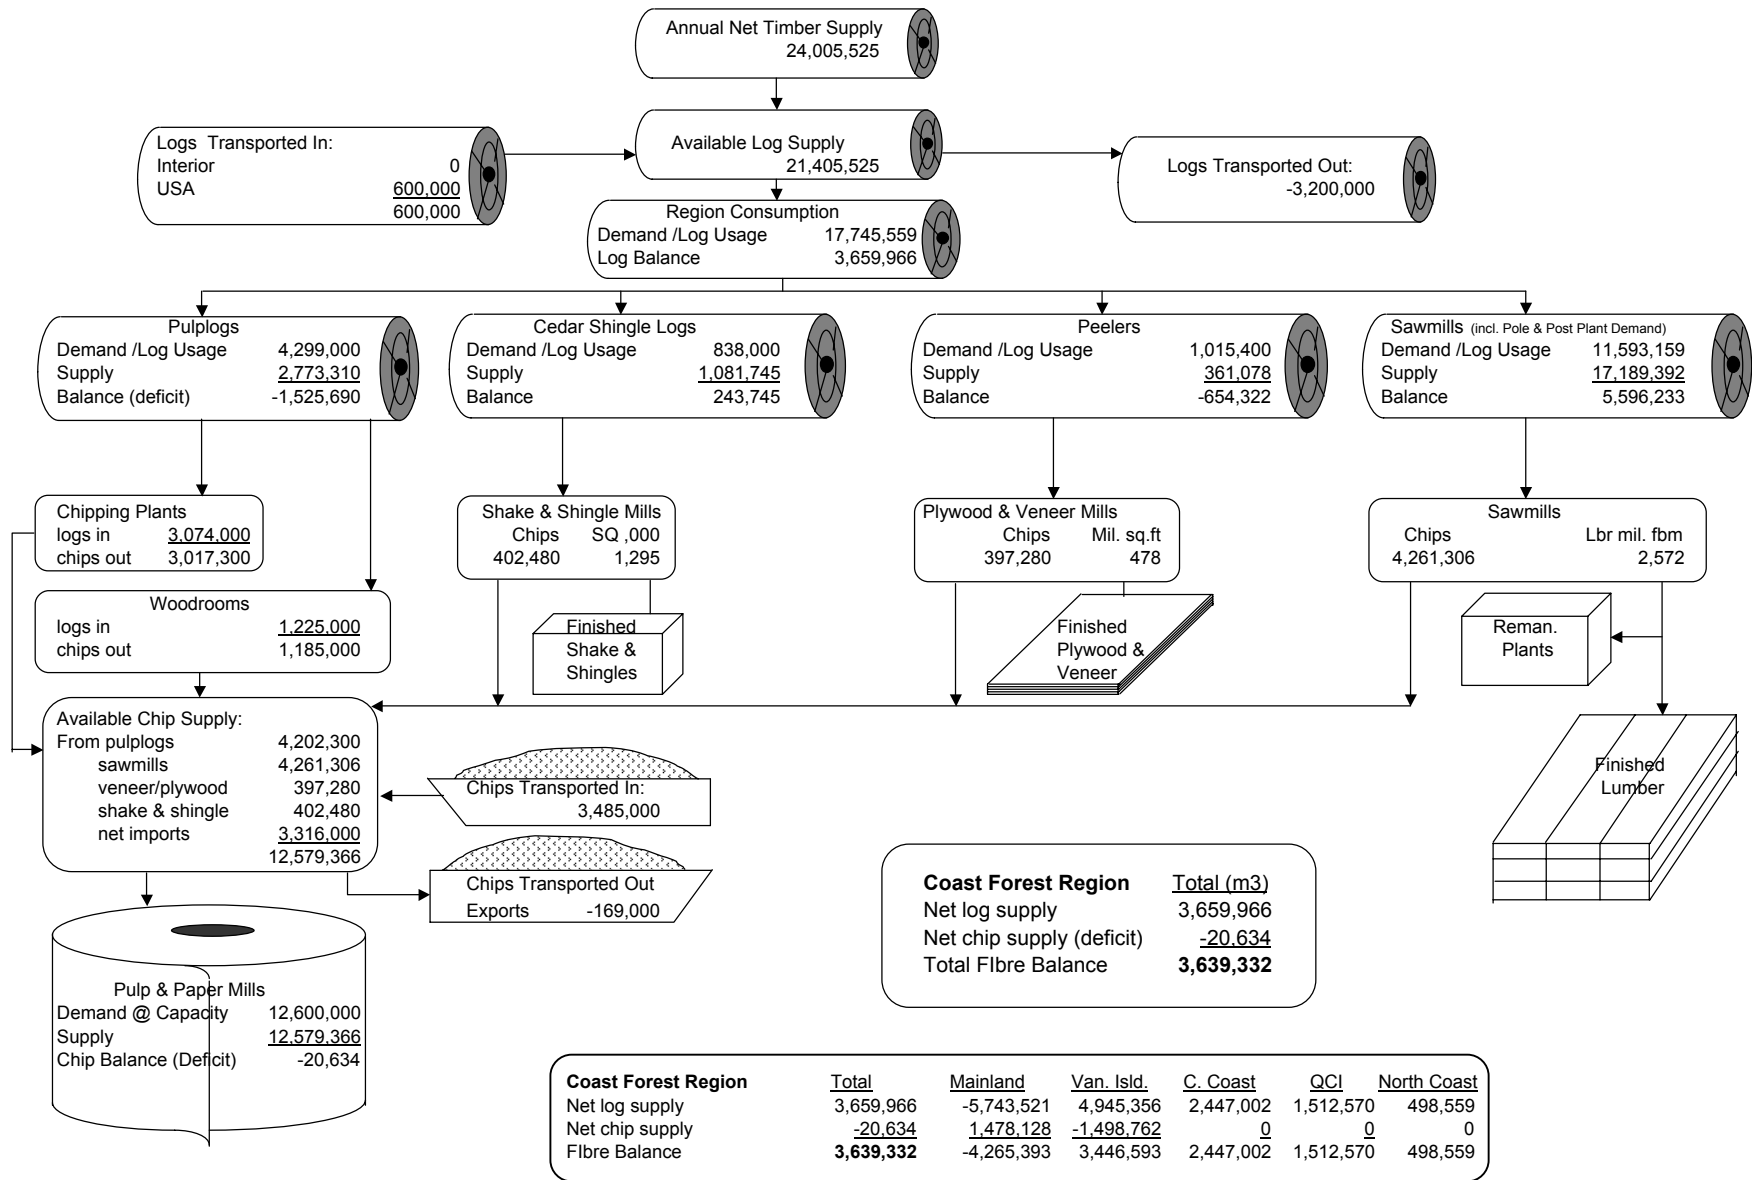 Annual Net Timber Supply
24,005,525
Logs Transported In:
Interior 0
USA 600,000
600,000
Available Log Supply
21,405,525
Logs Transported Out:
-3,200,000
Region Consumption
Demand /Log Usage 17,745,559
Log Balance 3,659,966
Pulplogs
Demand /Log Usage 4,299,000
Supply 2,773,310
Balance (deficit) -1,525,690
Cedar Shingle Logs
Demand /Log Usage 838,000
Supply 1,081,745
Balance 243,745
Peelers
Demand /Log Usage 1,015,400
Supply 361,078
Balance -654,322
Sawmills (incl. Pole & Post Plant Demand)
Demand /Log Usage 11,593,159
Supply 17,189,392
Balance 5,596,233
Chipping Plants
logs in 3,074,000
chips out 3,017,300
Shake & Shingle Mills
Chips SQ ,000
402,480 1,295
Plywood & Veneer Mills
Chips Mil. sq.ft
397,280 478
Sawmills
Chips Lbr mil. fbm
4,261,306 2,572
Woodrooms
logs in 1,225,000
chips out 1,185,000
Finished
Shake &
Shingles
Finished
Plywood &
Veneer
Reman.
Plants
Available Chip Supply:
From pulplogs 4,202,300
sawmills 4,261,306
veneer/plywood 397,280
shake & shingle 402,480
net imports 3,316,000
12,579,366
Chips Transported In:
3,485,000
Chips Transported Out
Exports -169,000
Finished
Lumber
Coast Forest Region Total (m3)
Net log supply 3,659,966
Net chip supply (deficit) -20,634
Total FIbre Balance 3,639,332
Pulp & Paper Mills
Demand @ Capacity 12,600,000
Supply 12,579,366
Chip Balance (Deficit) -20,634
Coast Forest Region Total Mainland Van. Isld. C. Coast QCI North Coast
Net log supply 3,659,966 -5,743,521 4,945,356 2,447,002 1,512,570 498,559
Net chip supply -20,634 1,478,128 -1,498,762 0 0 0
FIbre Balance 3,639,332 -4,265,393 3,446,593 2,447,002 1,512,570 498,559